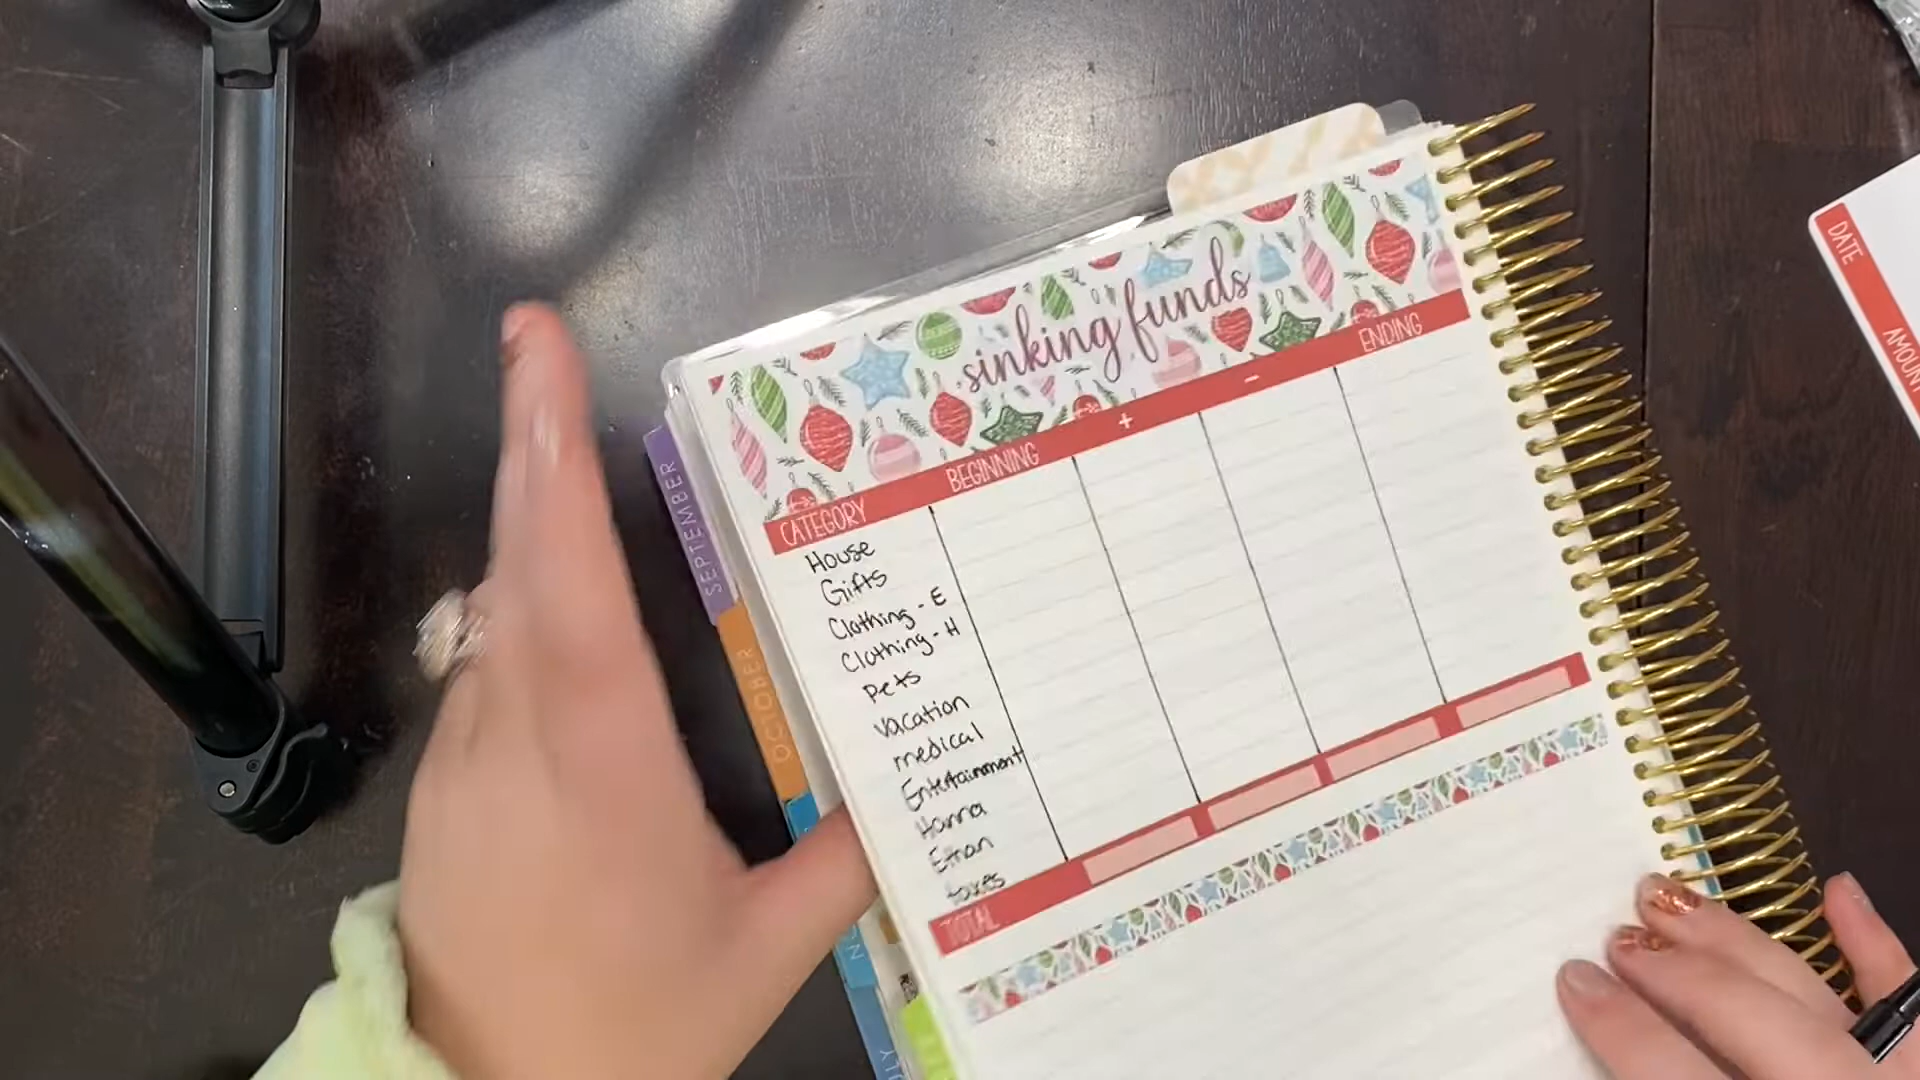 sinking funds
CATEGORY BEGINNING + - ENDING
House
Gifts
Clothing - E
Clothing - H
Pets
vacation
medical
Entertainment
Hanna
Ethan
taxes
TOTAL
SEPTEMBER
OCTOBER
DATE
AMOUNT